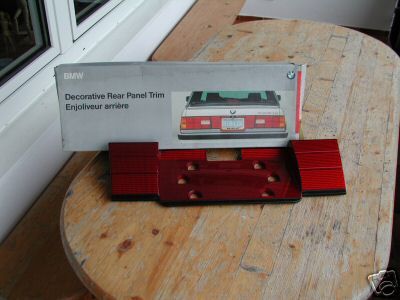 BMW
Decorative Rear Panel Trim
Enjoliveur arrière